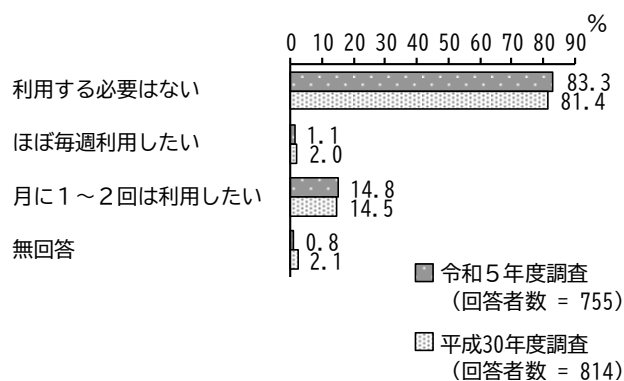 %
0 10 20 30 40 50 60 70 80 90
利用する必要はない
83.3
81.4
ほぼ毎週利用したい
1.1
2.0
月に１～２回は利用したい
14.8
14.5
無回答
0.8
2.1
令和５年度調査
（回答者数 = 755）
平成30年度調査
（回答者数 = 814）